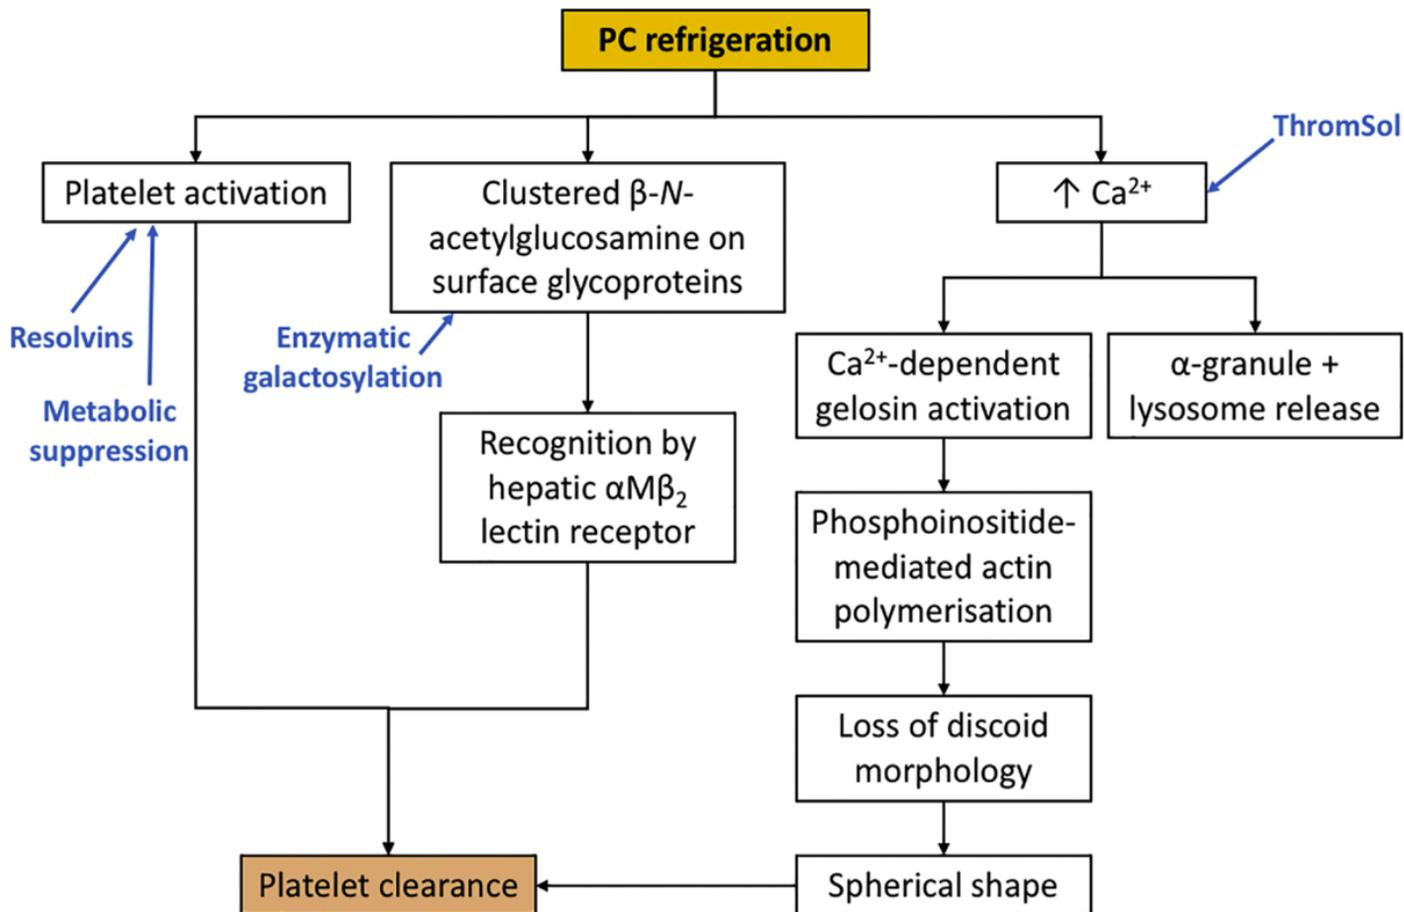 PC refrigeration
ThromSol
Platelet activation
Clustered β-N-
acetylglucosamine on
surface glycoproteins
↑ Ca²⁺
Resolvins
Metabolic
suppression
Enzymatic
galactosylation
Ca²⁺-dependent
gelosin activation
α-granule +
lysosome release
Recognition by
hepatic αMβ₂
lectin receptor
Phosphoinositide-
mediated actin
polymerisation
Loss of discoid
morphology
Platelet clearance
Spherical shape